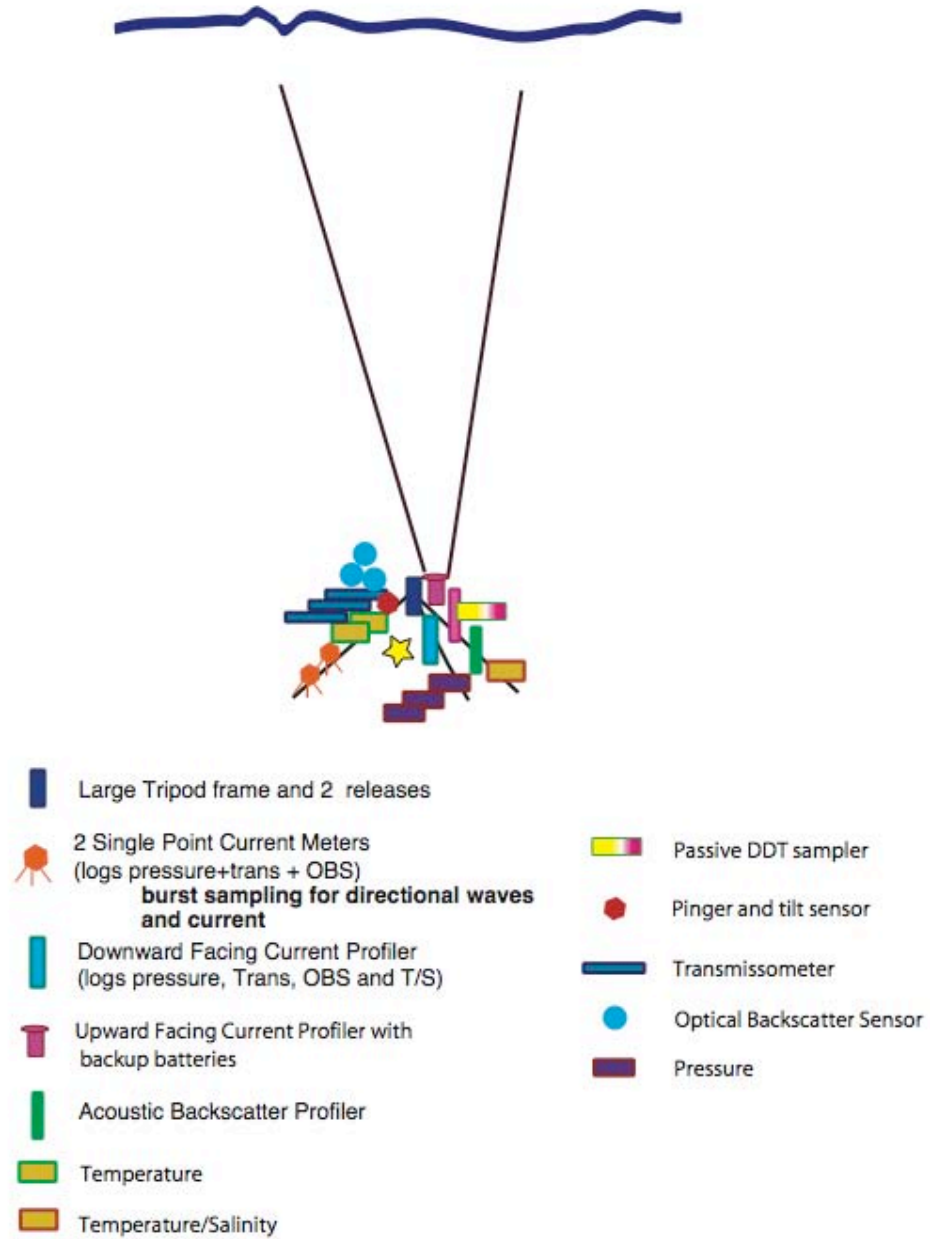 Large Tripod frame and 2 releases
2 Single Point Current Meters
(logs pressure+trans + OBS)
burst sampling for directional waves
and current
Downward Facing Current Profiler
(logs pressure, Trans, OBS and T/S)
Upward Facing Current Profiler with
backup batteries
Acoustic Backscatter Profiler
Temperature
Temperature/Salinity
Passive DDT sampler
Pinger and tilt sensor
Transmissometer
Optical Backscatter Sensor
Pressure